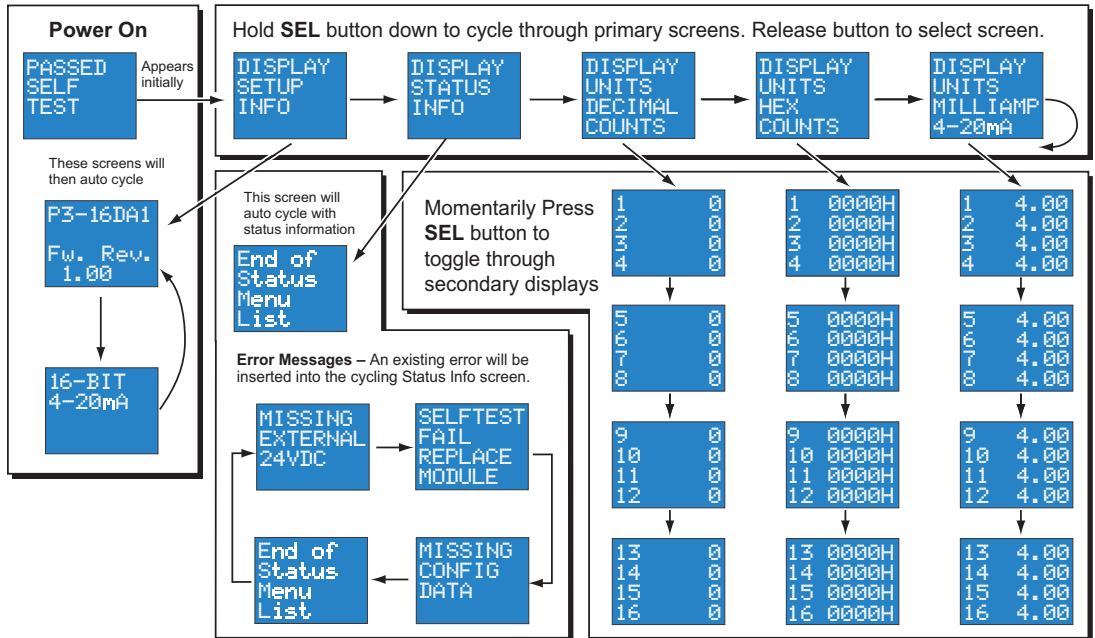 Power On
PASSED
SELF
TEST
Appears
initially
These screens will
then auto cycle
P3-16DA1
Fw. Rev.
1.00
16-BIT
4-20mA
Hold SEL button down to cycle through primary screens. Release button to select screen.
DISPLAY
SETUP
INFO
DISPLAY
STATUS
INFO
DISPLAY
UNITS
DECIMAL
COUNTS
DISPLAY
UNITS
HEX
COUNTS
DISPLAY
UNITS
MILLIAMP
4-20mA
This screen will
auto cycle with
status information
End of
Status
Menu
List
Error Messages – An existing error will be
inserted into the cycling Status Info screen.
MISSING
EXTERNAL
24VDC
SELFTEST
FAIL
REPLACE
MODULE
End of
Status
Menu
List
MISSING
CONFIG
DATA
Momentarily Press
SEL button to
toggle through
secondary displays
1 0
2 0
3 0
4 0
5 0
6 0
7 0
8 0
9 0
10 0
11 0
12 0
13 0
14 0
15 0
16 0
1 0000H
2 0000H
3 0000H
4 0000H
5 0000H
6 0000H
7 0000H
8 0000H
9 0000H
10 0000H
11 0000H
12 0000H
13 0000H
14 0000H
15 0000H
16 0000H
1 4.00
2 4.00
3 4.00
4 4.00
5 4.00
6 4.00
7 4.00
8 4.00
9 4.00
10 4.00
11 4.00
12 4.00
13 4.00
14 4.00
15 4.00
16 4.00